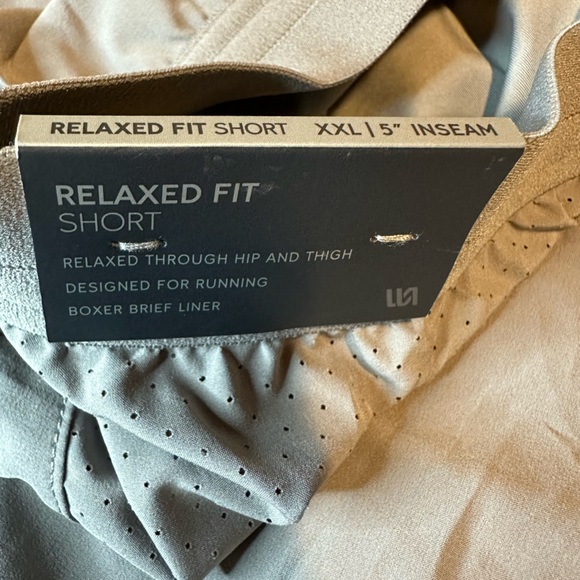 RELAXED FIT SHORT XXL | 5" INSEAM
RELAXED FIT
SHORT
RELAXED THROUGH HIP AND THIGH
DESIGNED FOR RUNNING
BOXER BRIEF LINER